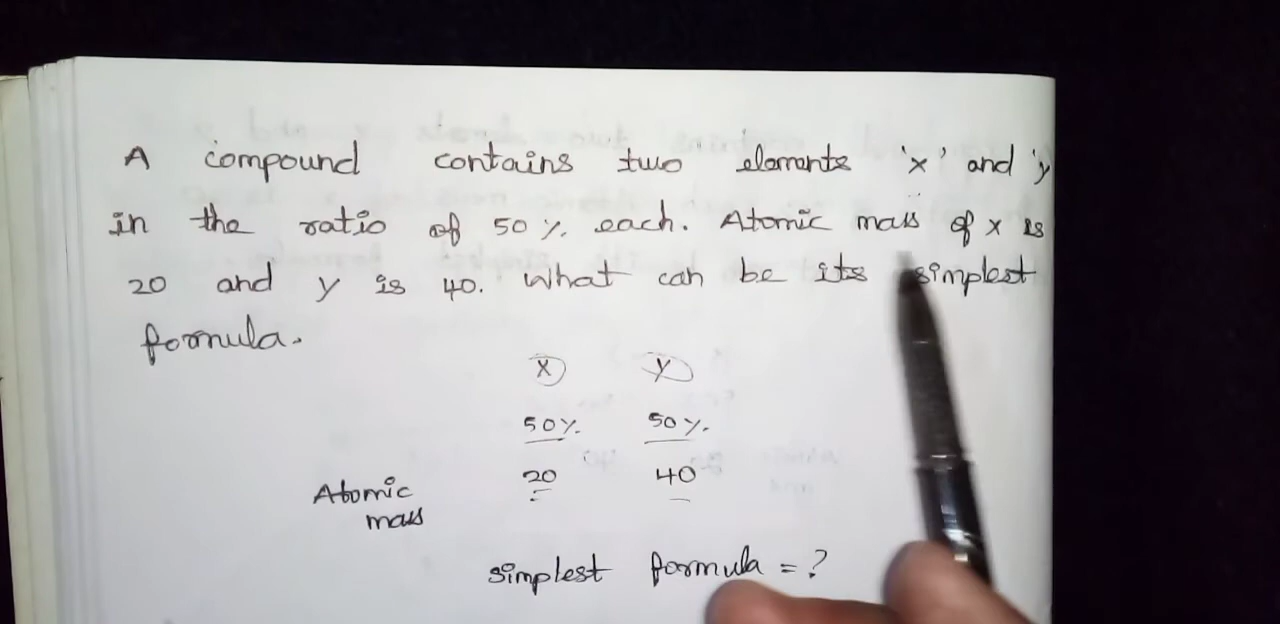 A compound contains two elements 'x' and 'y
in the ratio of 50 %. each. Atomic mass of x is
20 and y is 40. What can be its simplest
formula.
X Y
50%. 50%.
20 40
Atomic
mass
simplest formula = ?